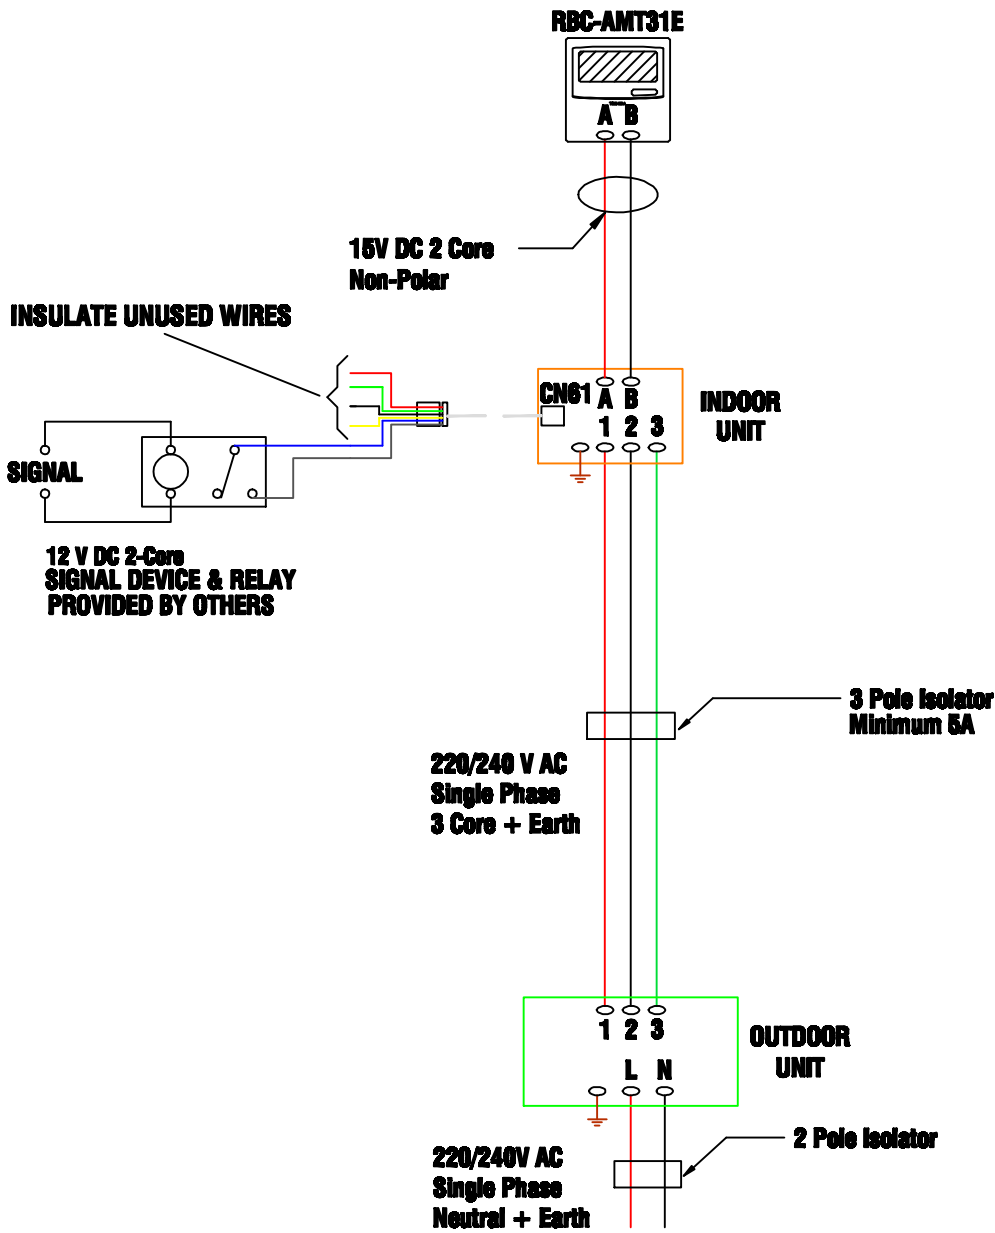 RBC-AMT31E
A B
15V DC 2 Core
Non-Polar
INSULATE UNUSED WIRES
CN61
A B
1 2 3
INDOOR
UNIT
SIGNAL
12 V DC 2-Core
SIGNAL DEVICE & RELAY
PROVIDED BY OTHERS
3 Pole Isolator
Minimum 5A
220/240 V AC
Single Phase
3 Core + Earth
1 2 3
L N
OUTDOOR
UNIT
2 Pole Isolator
220/240V AC
Single Phase
Neutral + Earth